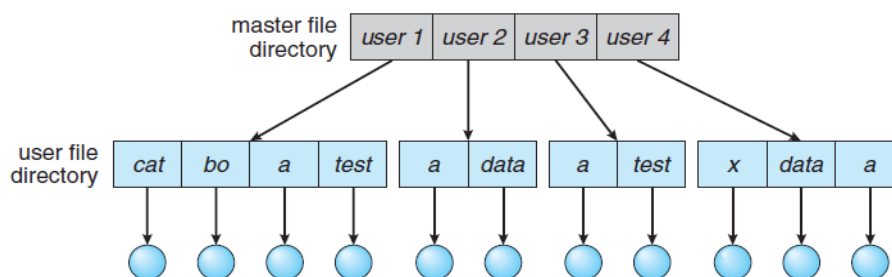 master file
directory
user 1 user 2 user 3 user 4
user file
directory
cat bo a test a data a test x data a